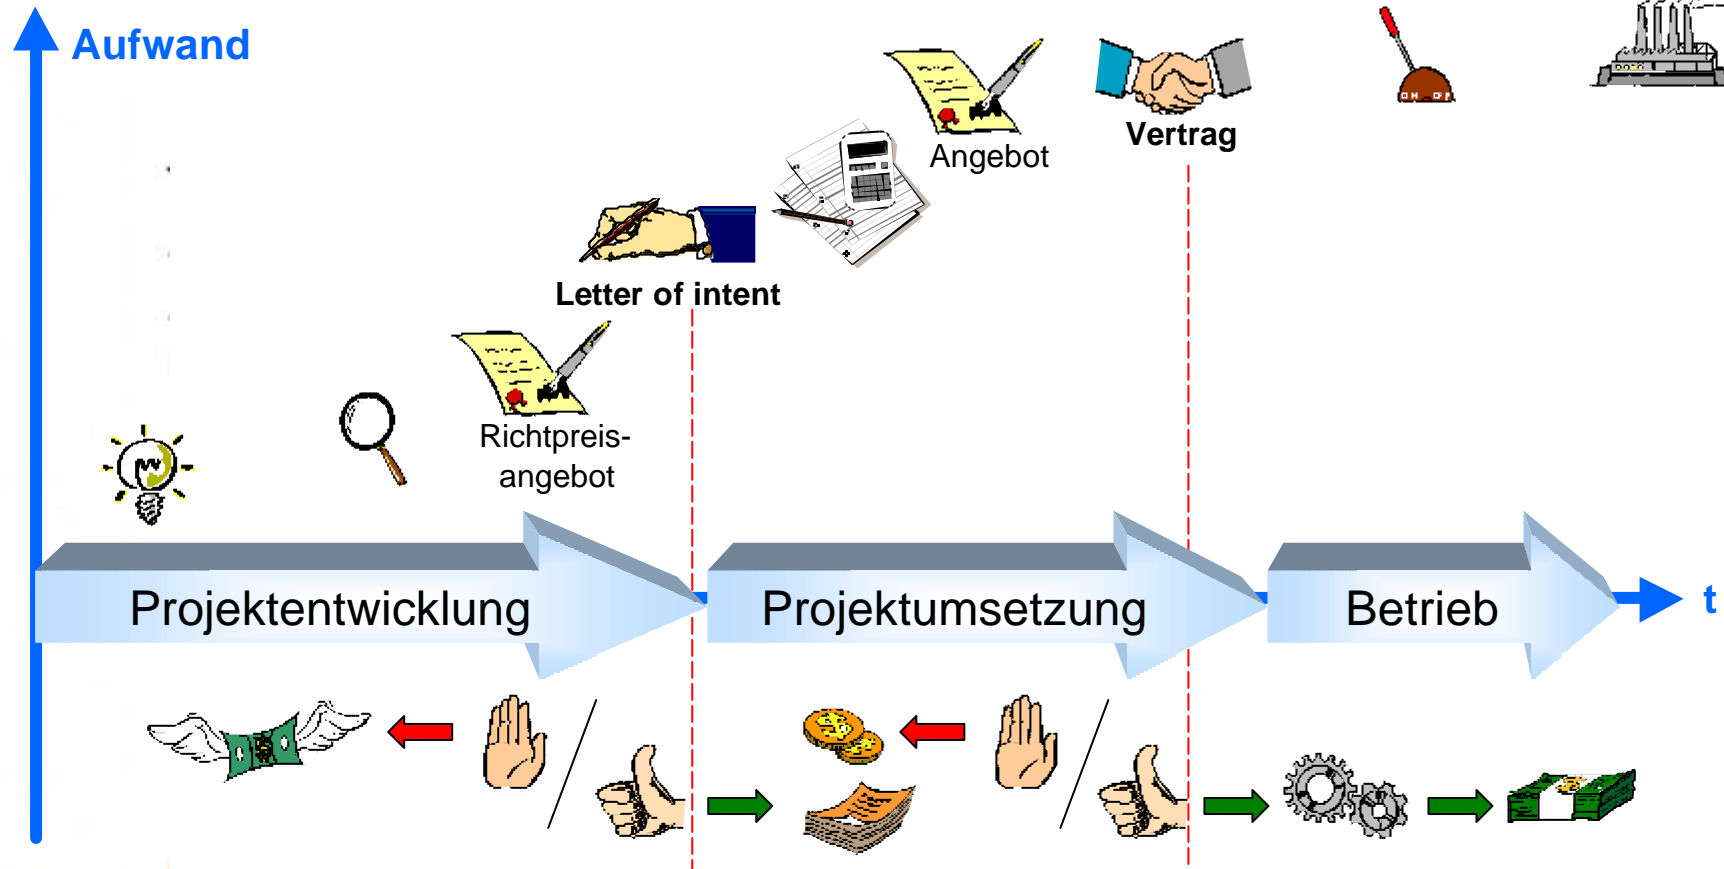 Aufwand
Angebot
Vertrag
Letter of intent
Richtpreis-
angebot
Projektentwicklung
Projektumsetzung
Betrieb
t